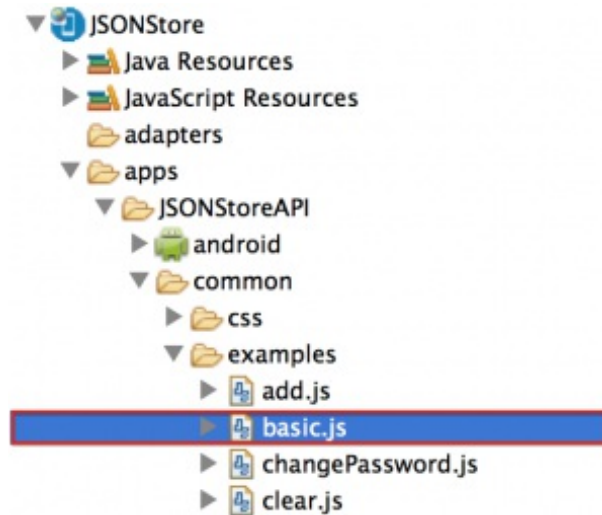 JSONStore
Java Resources
JavaScript Resources
adapters
apps
JSONStoreAPI
android
common
css
examples
add.js
basic.js
changePassword.js
clear.js